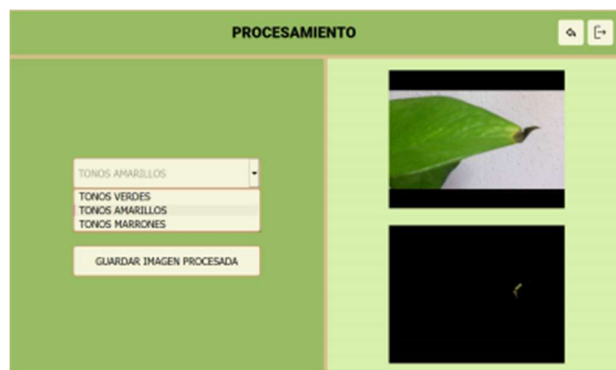 PROCESAMIENTO
TONOS AMARILLOS
TONOS VERDES
TONOS AMARILLOS
TONOS MARRONES
GUARDAR IMAGEN PROCESADA